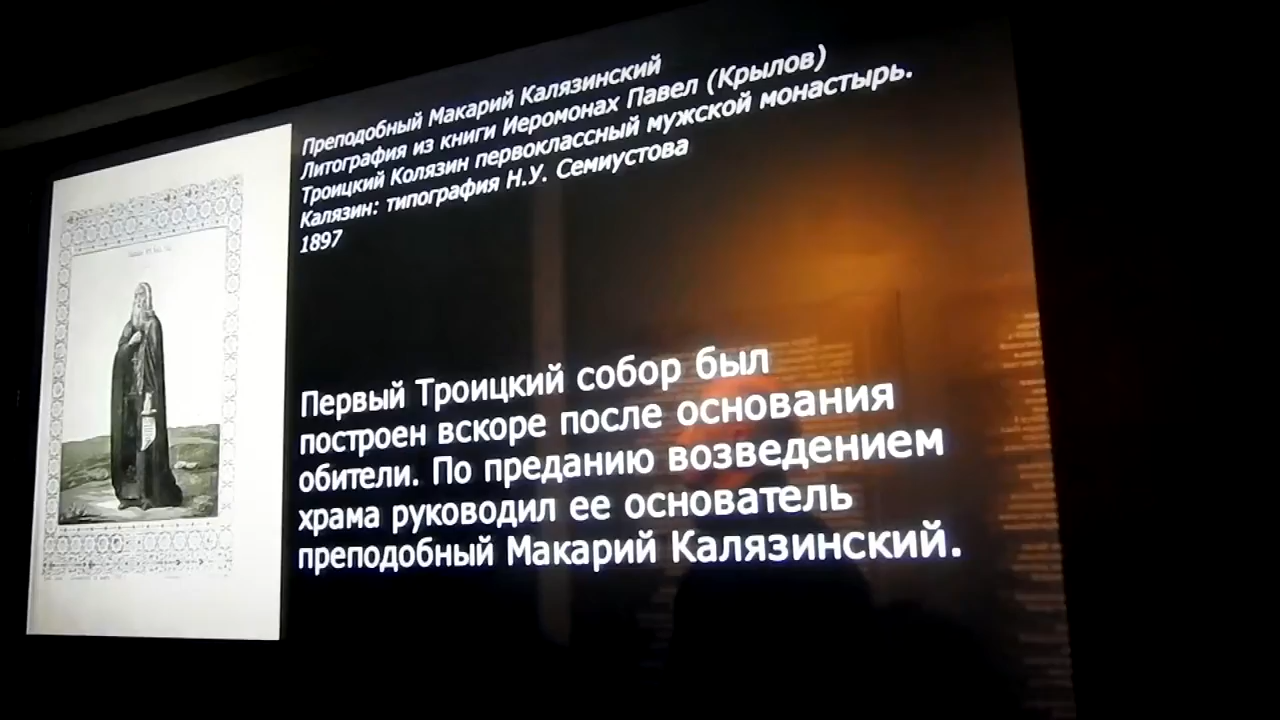 Преподобный Макарий Калязинский
Литография из книги Иеромонах Павел (Крылов)
Троицкий Колязин первоклассный мужской монастырь.
Калязин: типография Н.У. Семиустова
1897
Первый Троицкий собор был
построен вскоре после основания
обители. По преданию возведением
храма руководил ее основатель
преподобный Макарий Калязинский.